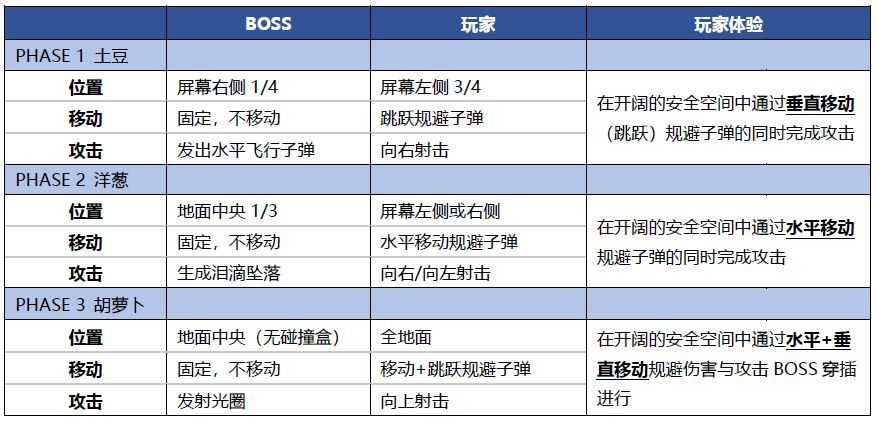 BOSS 玩家 玩家体验
PHASE 1 土豆
位置 屏幕右侧 1/4 屏幕左侧 3/4
移动 固定，不移动 跳跃规避子弹
攻击 发出水平飞行子弹 向右射击
在开阔的安全空间中通过垂直移动
（跳跃）规避子弹的同时完成攻击
PHASE 2 洋葱
位置 地面中央 1/3 屏幕左侧或右侧
移动 固定，不移动 水平移动规避子弹
攻击 生成泪滴坠落 向右/向左射击
在开阔的安全空间中通过水平移动
规避子弹的同时完成攻击
PHASE 3 胡萝卜
位置 地面中央（无碰撞盒） 全地面
移动 固定，不移动 移动+跳跃规避子弹
攻击 发射光圈 向上射击
在开阔的安全空间中通过水平+垂
直移动规避伤害与攻击 BOSS 穿插
进行